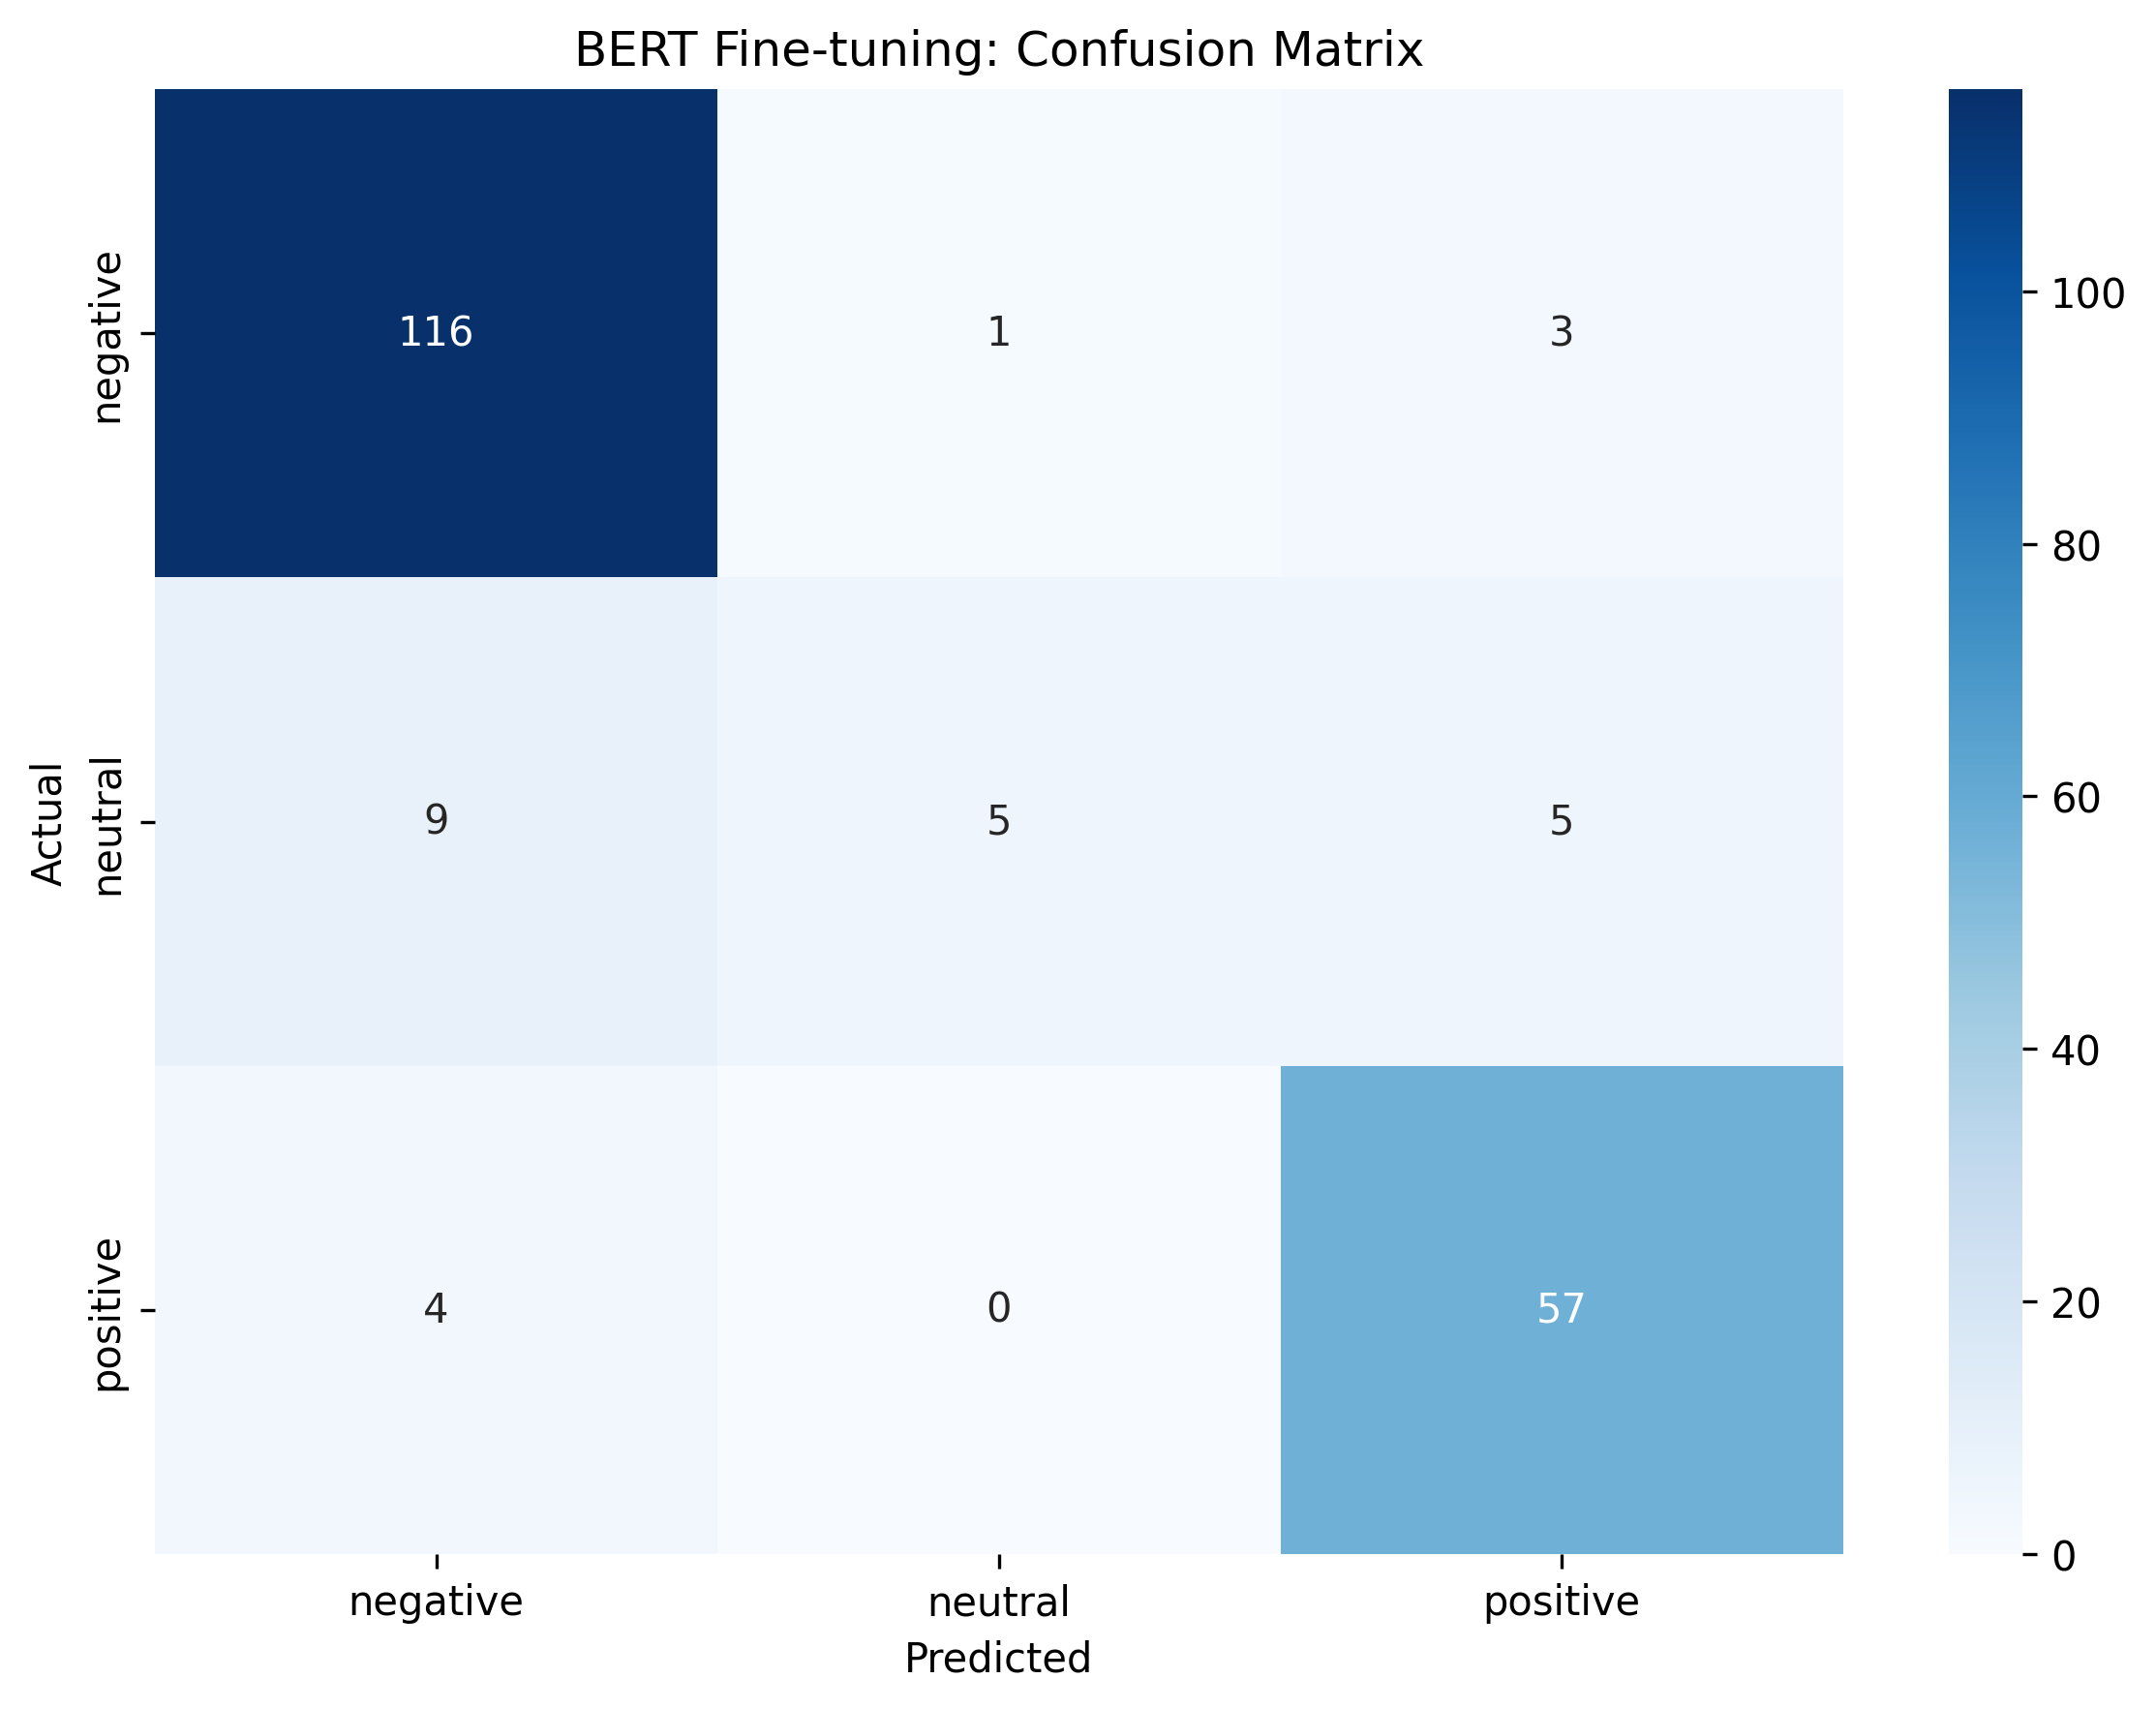 BERT Fine-tuning: Confusion Matrix
Actual
negative
116 1 3
neutral
9 5 5
positive
4 0 57
negative neutral positive
Predicted
100
80
60
40
20
0